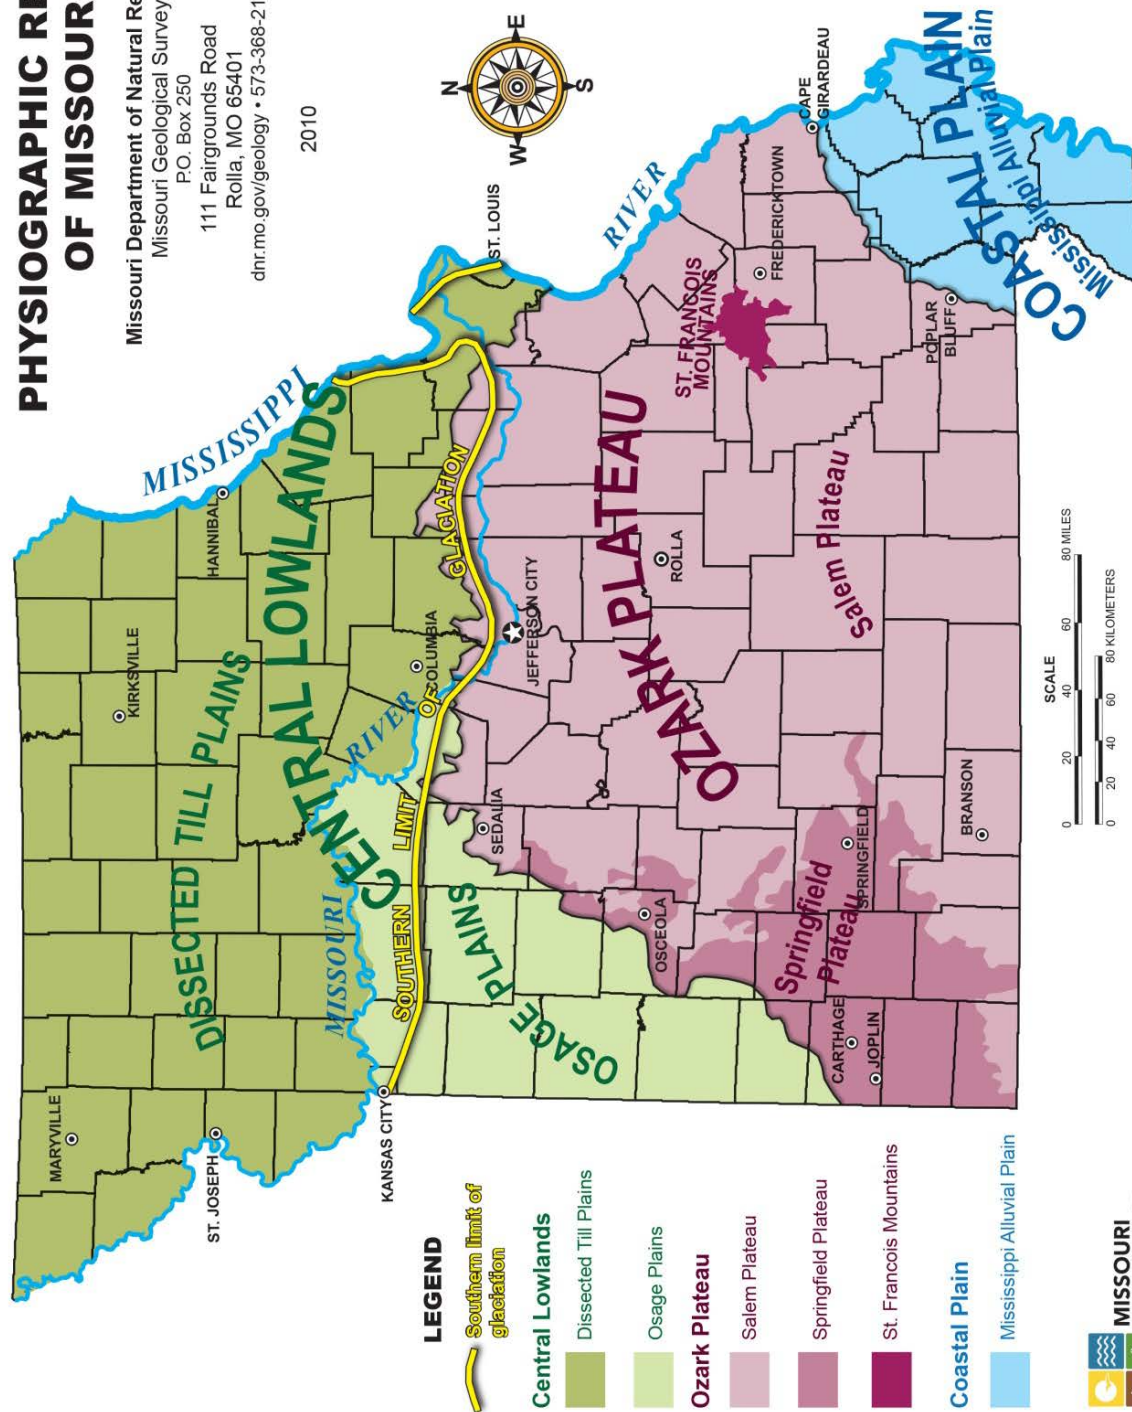 PHYSIOGRAPHIC
OF MISSOUR
Missouri Department of Natural Re
Missouri Geological Survey
P.O. Box 250
111 Fairgrounds Road
Rolla, MO 65401
dnr.mo.gov/geology • 573-368-21
2010
N
E
S
W
MARYVILLE
KIRKSVILLE
HANNIBAL
ST. JOSEPH
MISSISSIPPI
DISSECTED TILL PLAINS
CENTRAL LOWLANDS
MISSOURI
RIVER
COLUMBIA
KANSAS CITY
SOUTHERN LIMIT OF GLACIATION
ST. LOUIS
JEFFERSON CITY
SEDALIA
OSAGE PLAINS
RIVER
OSCEOLA
OZARK PLATEAU
ROLLA
ST. FRANCOIS
MOUNTAINS
FREDERICKTOWN
CAPE
GIRARDEAU
Springfield
Plateau
SPRINGFIELD
CARTHAGE
JOPLIN
Salem Plateau
BRANSON
POPLAR
BLUFF
COASTAL PLAIN
Mississippi Alluvial Plain
LEGEND
Southern limit of
glaciation
Central Lowlands
Dissected Till Plains
Osage Plains
Ozark Plateau
Salem Plateau
Springfield Plateau
St. Francois Mountains
Coastal Plain
Mississippi Alluvial Plain
SCALE
0 20 40 60 80 MILES
0 20 40 60 80 KILOMETERS
MISSOURI